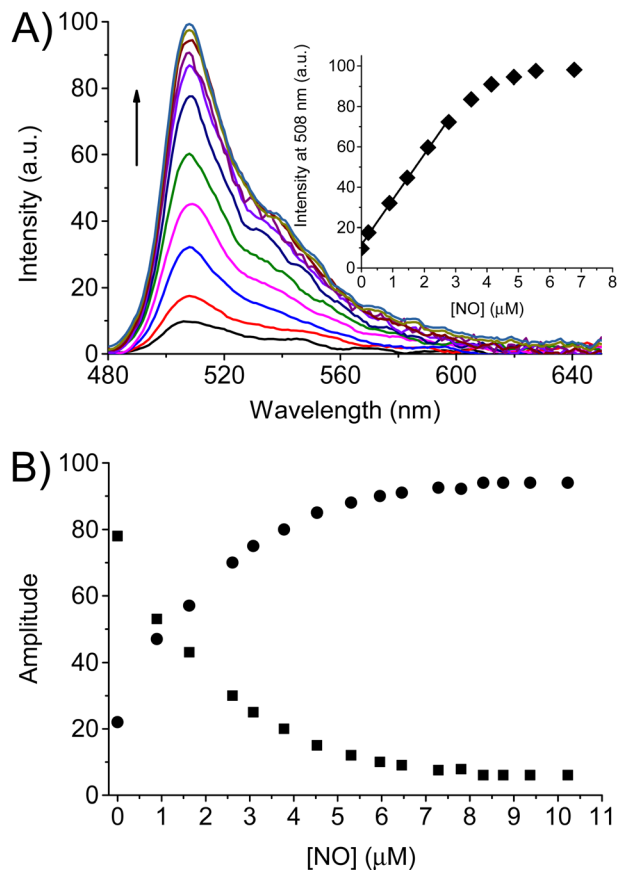 A)
100
80
60
40
20
0
Intensity (a.u.)
480 520 560 600 640
Wavelength (nm)
100
80
60
40
20
0
Intensity at 508 nm (a.u.)
0 1 2 3 4 5 6 7 8
[NO] (μM)
B)
100
80
60
40
20
0
Amplitude
0 1 2 3 4 5 6 7 8 9 10 11
[NO] (μM)